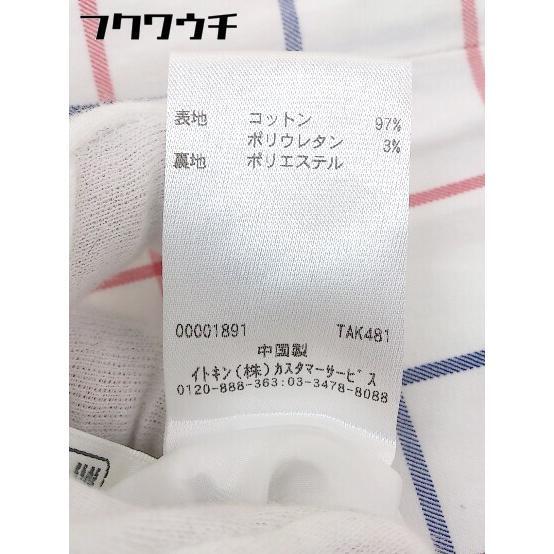 フクワウチ
表地 コットン 97%
ポリウレタン 3%
裏地 ポリエステル
00001891 TAK481
中国製
イトキン(株)カスタマーサービス
0120-888-363:03-3478-8088